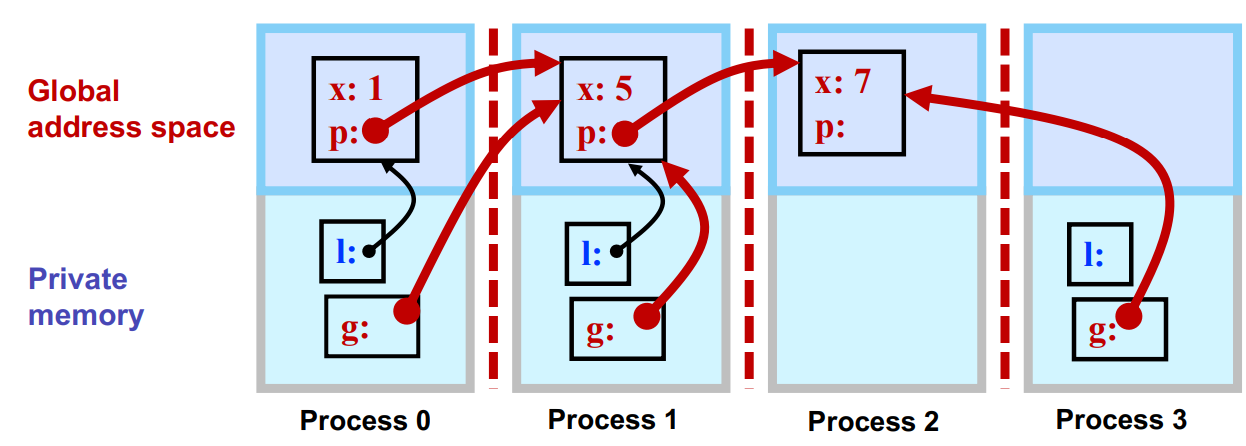 Global
address space
x: 1
p:
x: 5
p:
x: 7
p:
Private
memory
l:
g:
l:
g:
l:
g:
Process 0
Process 1
Process 2
Process 3